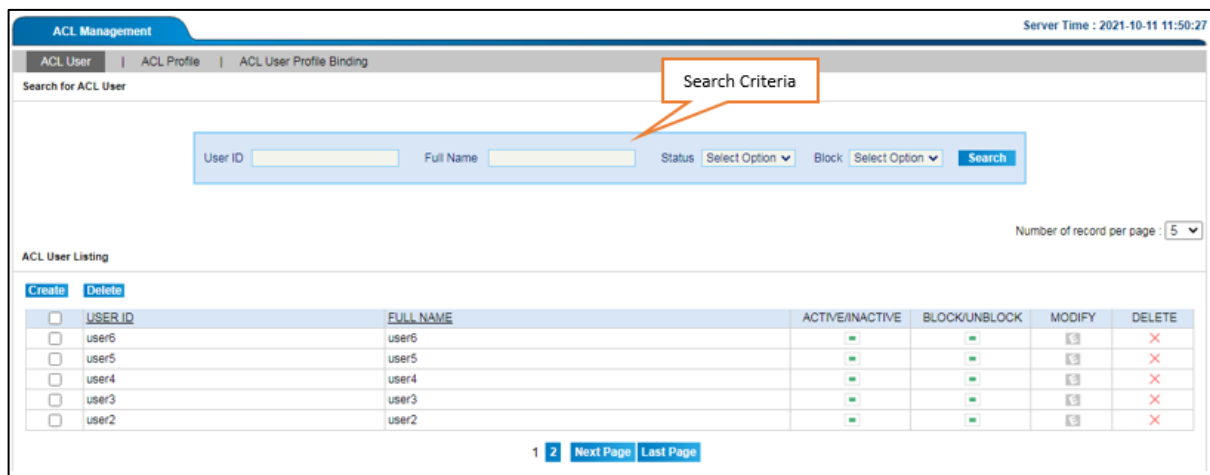 ACL Management
Server Time : 2021-10-11 11:50:27
ACL User | ACL Profile | ACL User Profile Binding
Search for ACL User
Search Criteria
User ID Full Name Status Select Option Block Select Option Search
Number of record per page : 5
ACL User Listing
Create Delete
USER ID FULL NAME ACTIVE/INACTIVE BLOCK/UNBLOCK MODIFY DELETE
user6 user6
user5 user5
user4 user4
user3 user3
user2 user2
1 2 Next Page Last Page